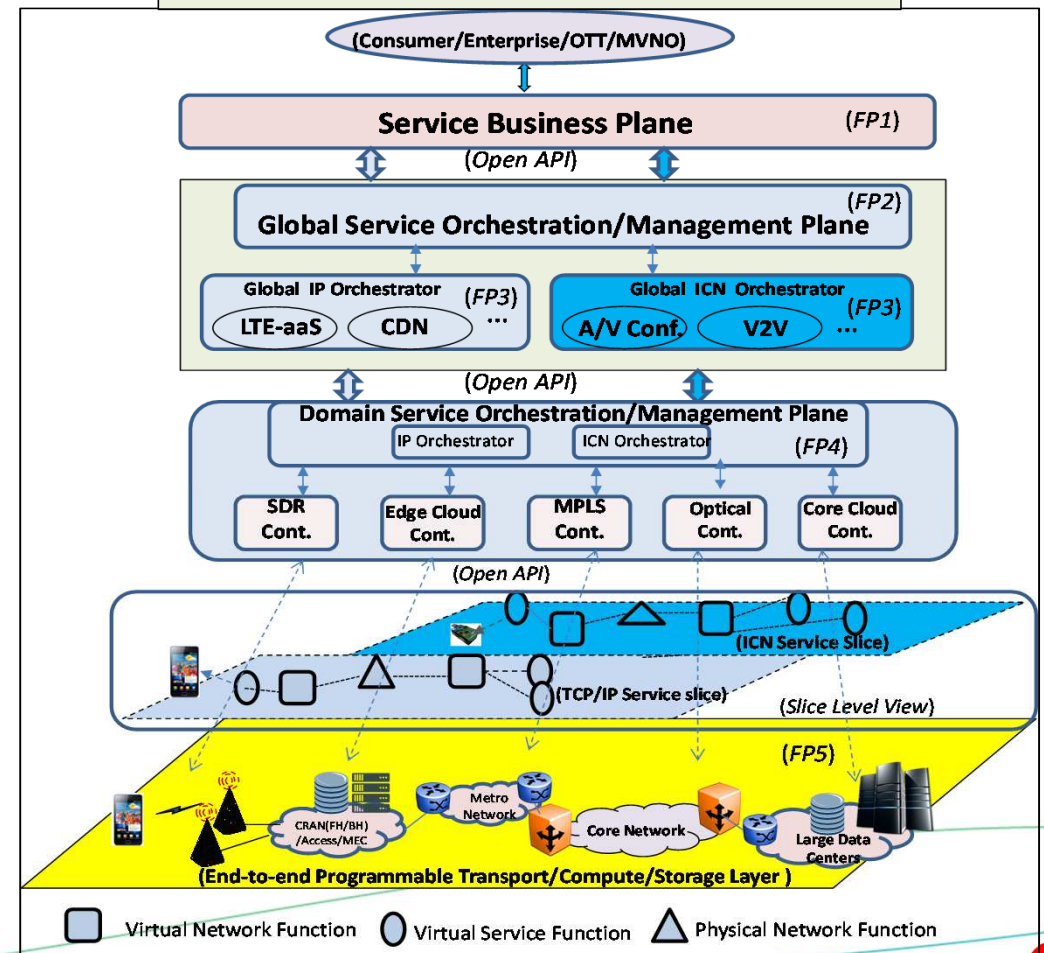 (Consumer/Enterprise/OTT/MVNO)
Service Business Plane
(FP1)
(Open API)
(FP2)
Global Service Orchestration/Management Plane
Global IP Orchestrator
(FP3)
LTE-aaS
CDN
...
Global ICN Orchestrator
(FP3)
A/V Conf.
V2V
...
(Open API)
Domain Service Orchestration/Management Plane
IP Orchestrator
ICN Orchestrator
(FP4)
SDR
Cont.
Edge Cloud
Cont.
MPLS
Cont.
Optical
Cont.
Core Cloud
Cont.
(Open API)
(ICN Service Slice)
(TCP/IP Service slice)
(Slice Level View)
(FP5)
Metro
Network
CRAN(FH/BH)
/Access/MEC
Core Network
Large Data
Centers
(End-to-end Programmable Transport/Compute/Storage Layer )
Virtual Network Function
Virtual Service Function
Physical Network Function